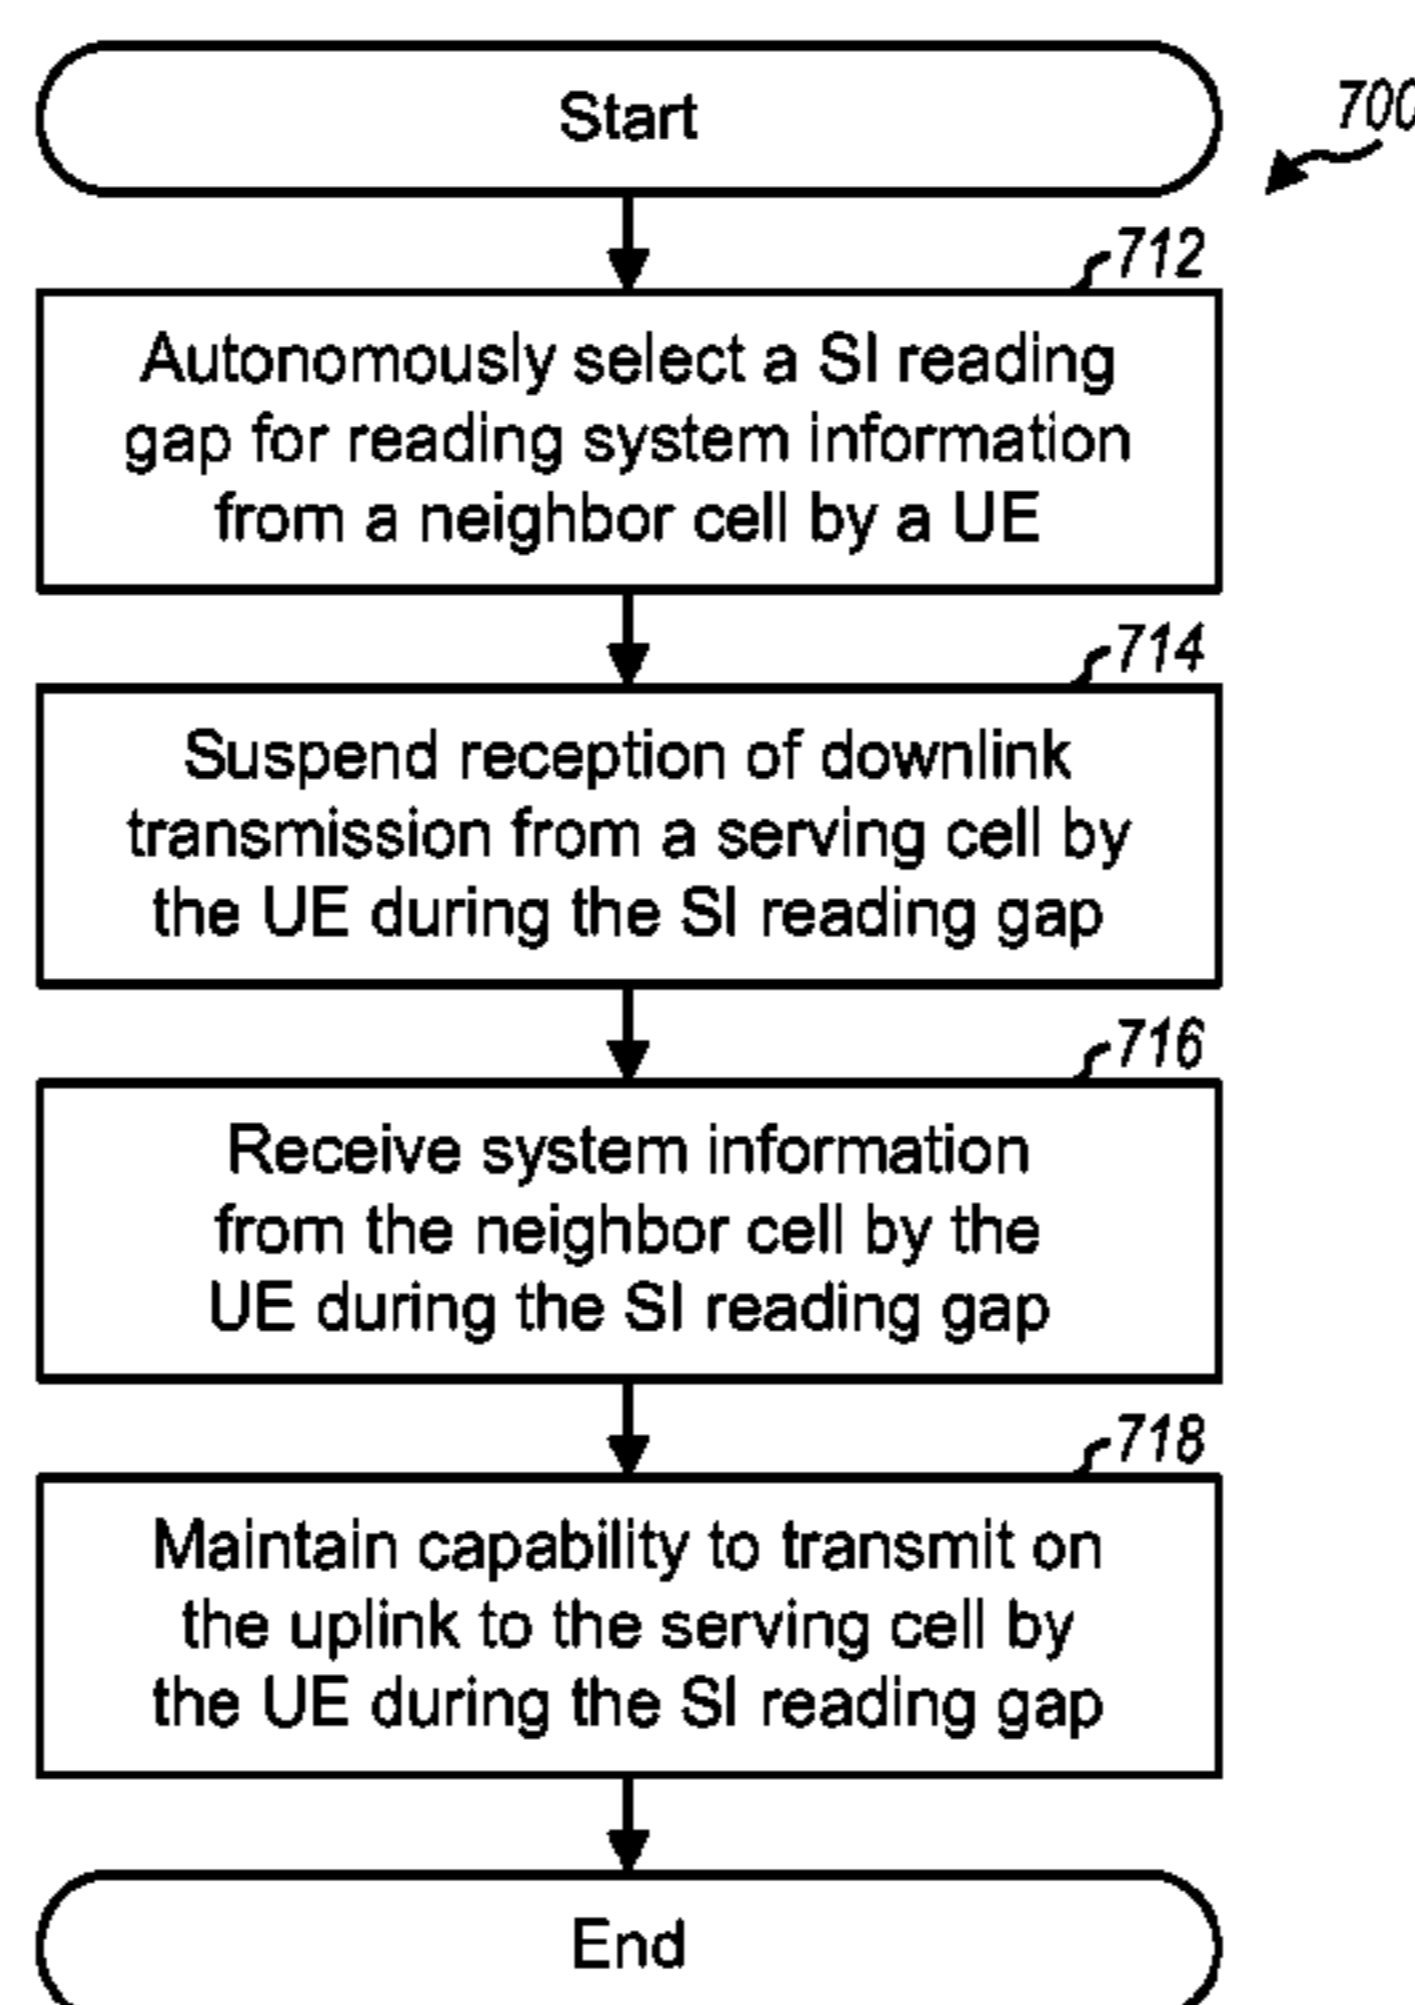 Start
700
712
Autonomously select a SI reading
gap for reading system information
from a neighbor cell by a UE
714
Suspend reception of downlink
transmission from a serving cell by
the UE during the SI reading gap
716
Receive system information
from the neighbor cell by the
UE during the SI reading gap
718
Maintain capability to transmit on
the uplink to the serving cell by
the UE during the SI reading gap
End